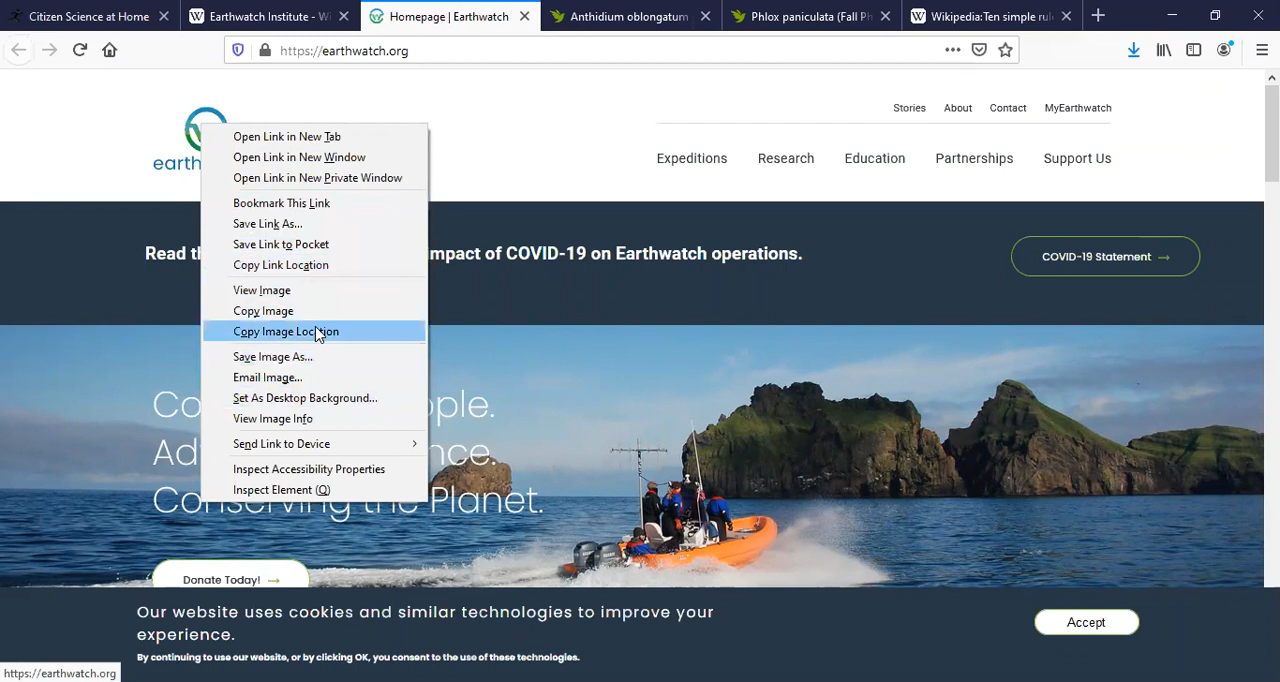 Citizen Science at Home
Earthwatch Institute - Wi
Homepage | Earthwatch
Anthidium oblongatum
Phlox paniculata (Fall Ph
Wikipedia:Ten simple rul
https://earthwatch.org
Stories About Contact MyEarthwatch
earth
Expeditions Research Education Partnerships Support Us
Open Link in New Tab
Open Link in New Window
Open Link in New Private Window
Bookmark This Link
Save Link As...
Save Link to Pocket
Copy Link Location
View Image
Copy Image
Copy Image Location
Save Image As...
Email Image...
Set As Desktop Background...
View Image Info
Send Link to Device
Inspect Accessibility Properties
Inspect Element (Q)
Read th mpact of COVID-19 on Earthwatch operations.
COVID-19 Statement →
Co ople.
Ad nce.
Conserving the Planet.
Donate Today! →
Our website uses cookies and similar technologies to improve your
experience.
By continuing to use our website, or by clicking OK, you consent to the use of these technologies.
Accept
https://earthwatch.org